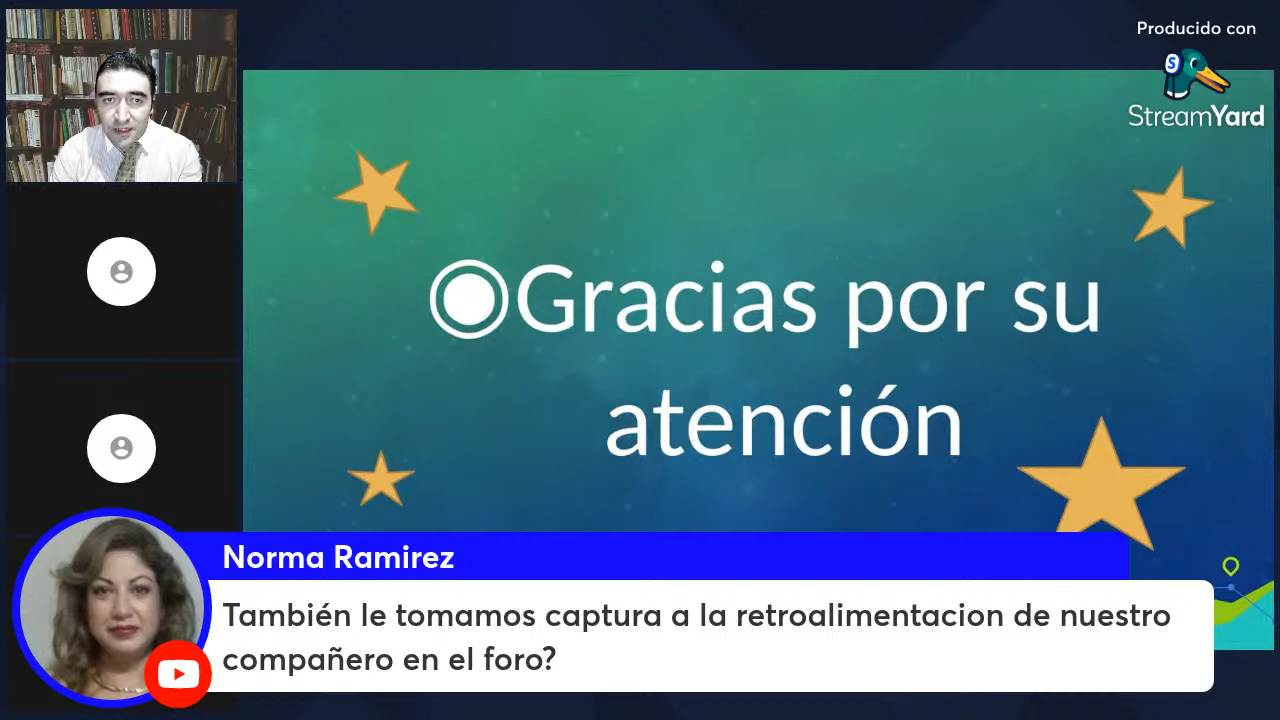 Producido con
StreamYard
Gracias por su
atención
Norma Ramirez
También le tomamos captura a la retroalimentacion de nuestro
compañero en el foro?